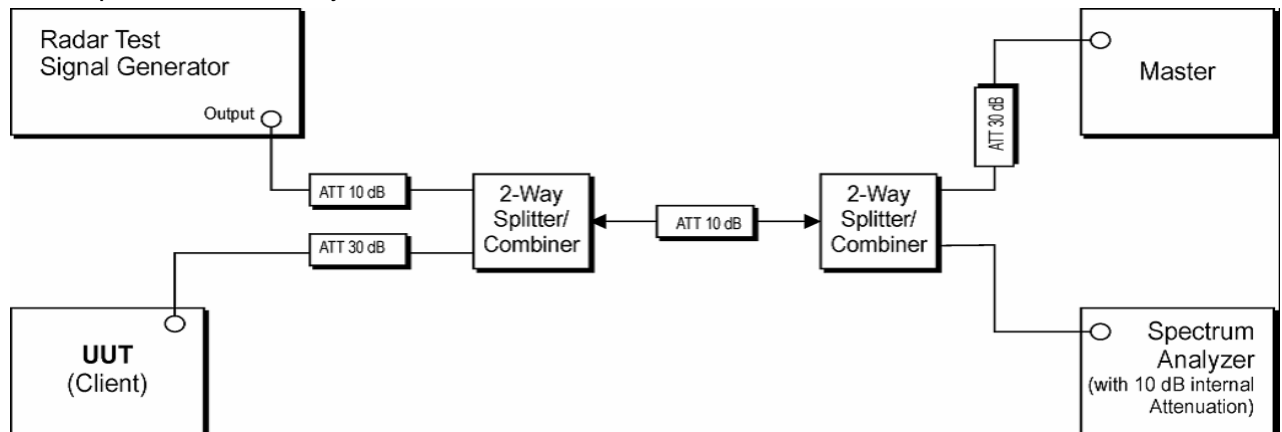 Radar Test
Signal Generator
Output
ATT 10 dB
ATT 30 dB
UUT
(Client)
2-Way
Splitter/
Combiner
ATT 10 dB
2-Way
Splitter/
Combiner
ATT 30 dB
Master
Spectrum
Analyzer
(with 10 dB internal
Attenuation)